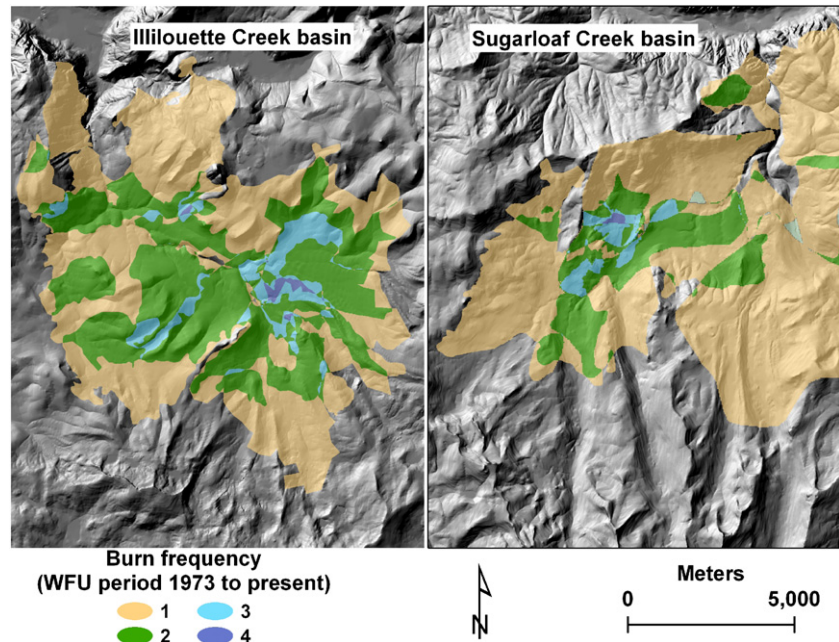 Illilouette Creek basin
Sugarloaf Creek basin
Burn frequency
(WFU period 1973 to present)
1 3
2 4
N
Meters
0 5,000